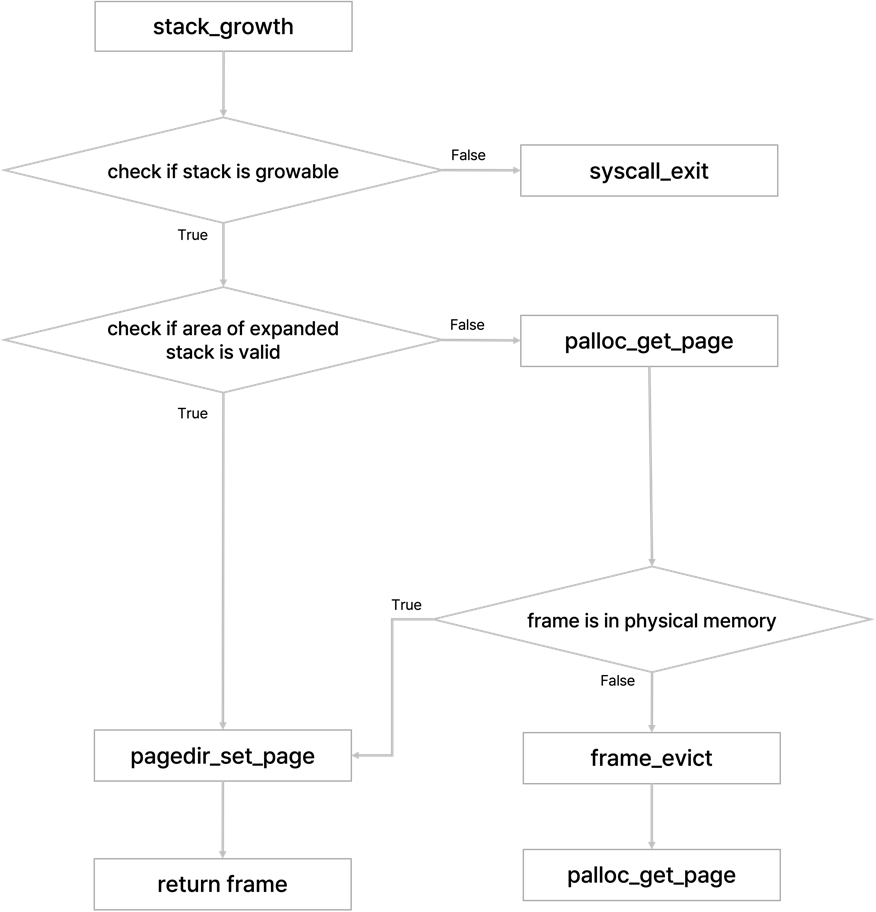 stack_growth
check if stack is growable
False
syscall_exit
True
check if area of expanded
stack is valid
False
palloc_get_page
True
True
frame is in physical memory
False
pagedir_set_page
frame_evict
return frame
palloc_get_page